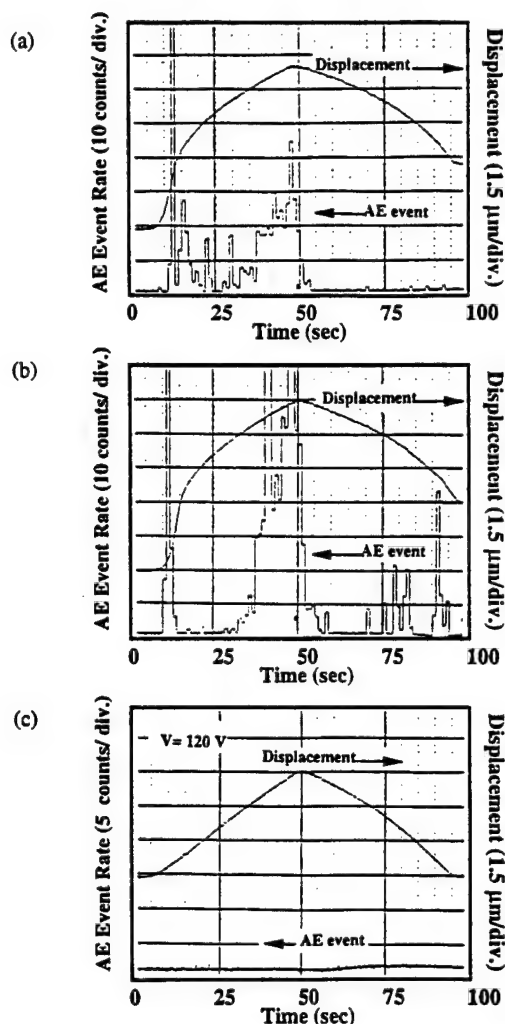 (a)
AE Event Rate (10 counts/ div.)
Displacement
AE event
Displacement (1.5 μm/div.)
0 25 50 75 100
Time (sec)
(b)
AE Event Rate (10 counts/ div.)
Displacement
AE event
Displacement (1.5 μm/div.)
0 25 50 75 100
Time (sec)
(c)
AE Event Rate (5 counts/ div.)
V= 120 V
Displacement
AE event
Displacement (1.5 μm/div.)
0 25 50 75 100
Time (sec)